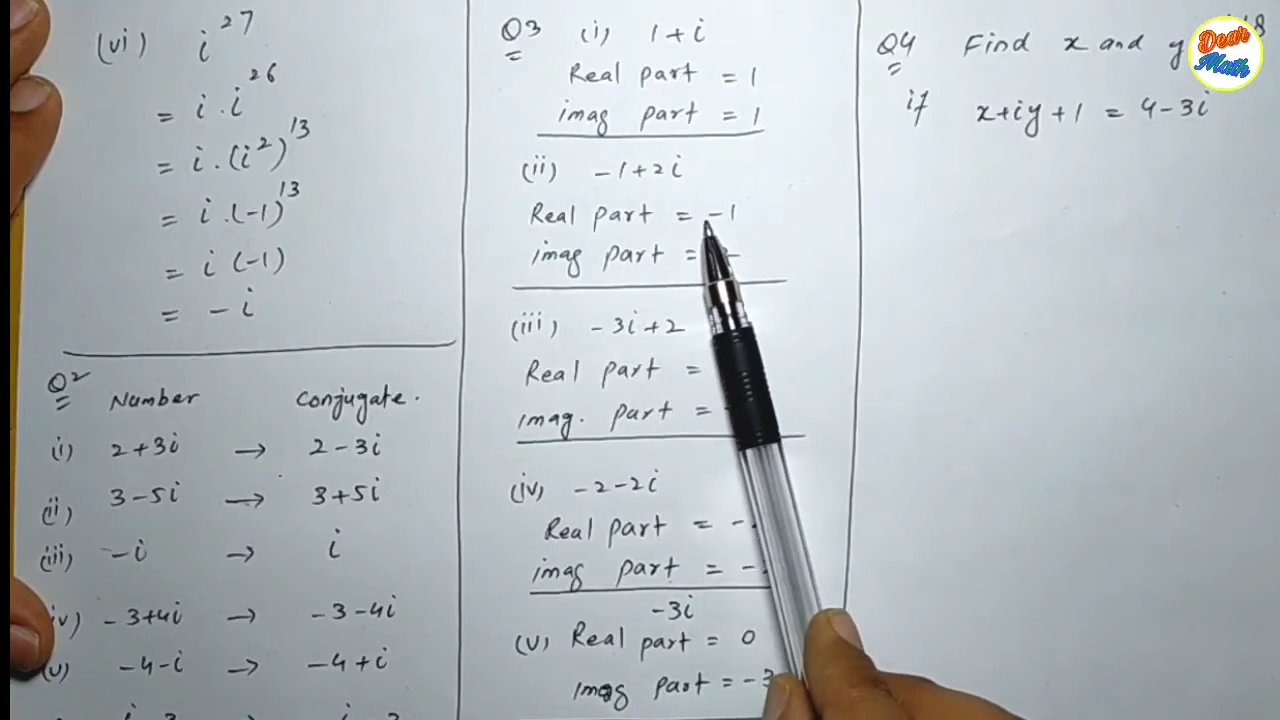 (vi) i^27
= i . i^26
= i . (i^2)^13
= i . (-1)^13
= i (-1)
= - i
Q2 Number Conjugate.
(i) 2+3i → 2-3i
(ii) 3-5i → 3+5i
(iii) -i → i
iv) -3+4i → -3-4i
(v) -4-i → -4+i
Q3 (i) 1+i
Real part = 1
imag part = 1
(ii) -1+2i
Real part = -1
imag part =
(iii) -3i+2
Real part =
imag. part =
(iv) -2-2i
Real part = -
imag part = -
-3i
(v) Real part = 0
imag part = -3
Q4 Find x and y
if x+iy+1 = 4-3i
Dear
Math